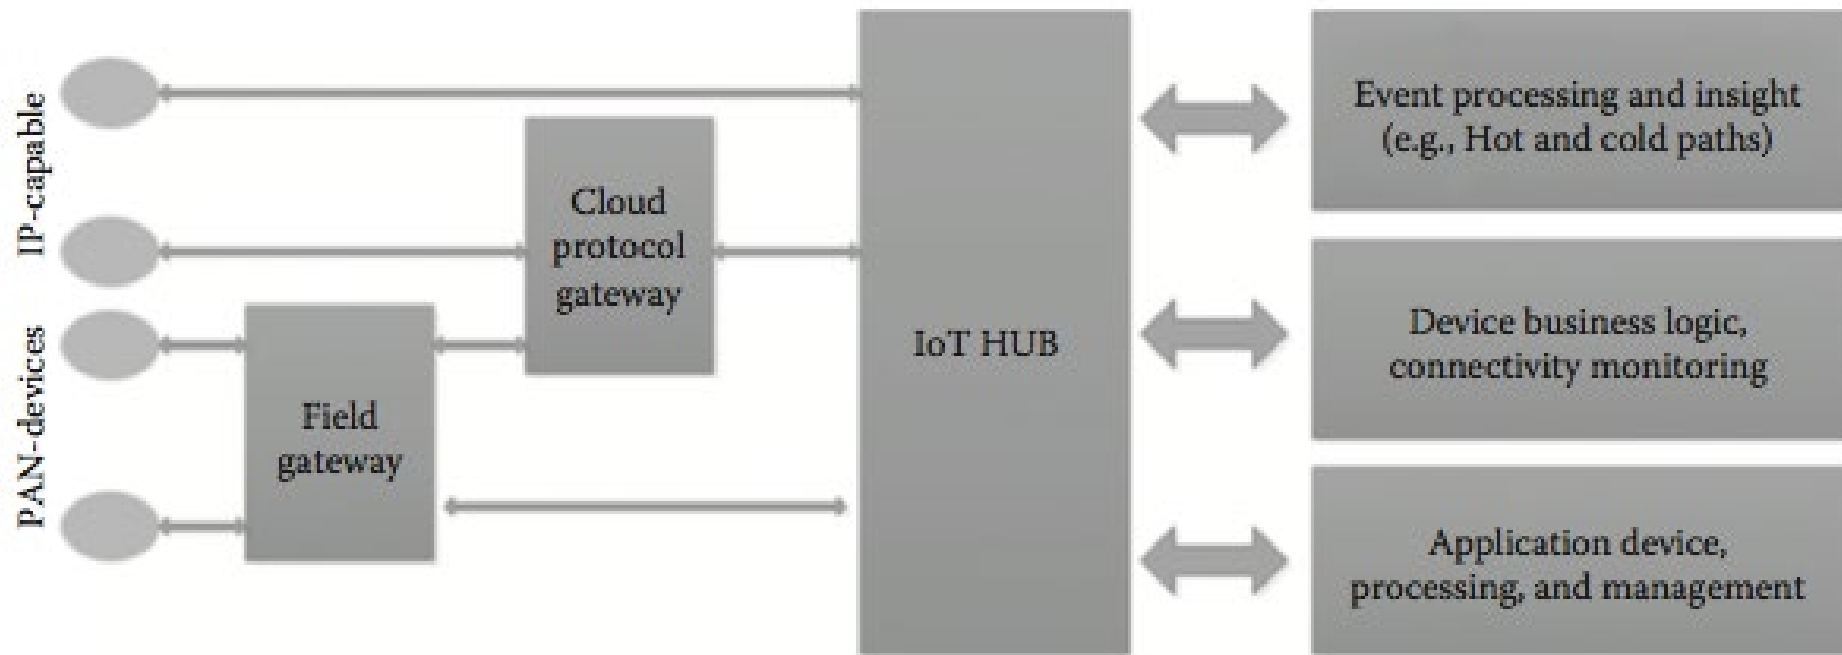 IP-capable
PAN-devices
Cloud
protocol
gateway
Field
gateway
IoT HUB
Event processing and insight
(e.g., Hot and cold paths)
Device business logic,
connectivity monitoring
Application device,
processing, and management